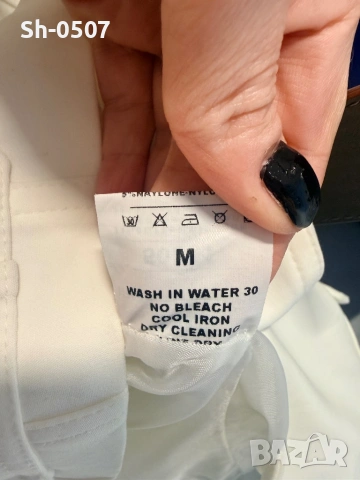 Sh-0507
M
WASH IN WATER 30
NO BLEACH
COOL IRON
DRY CLEANING
BAZAR